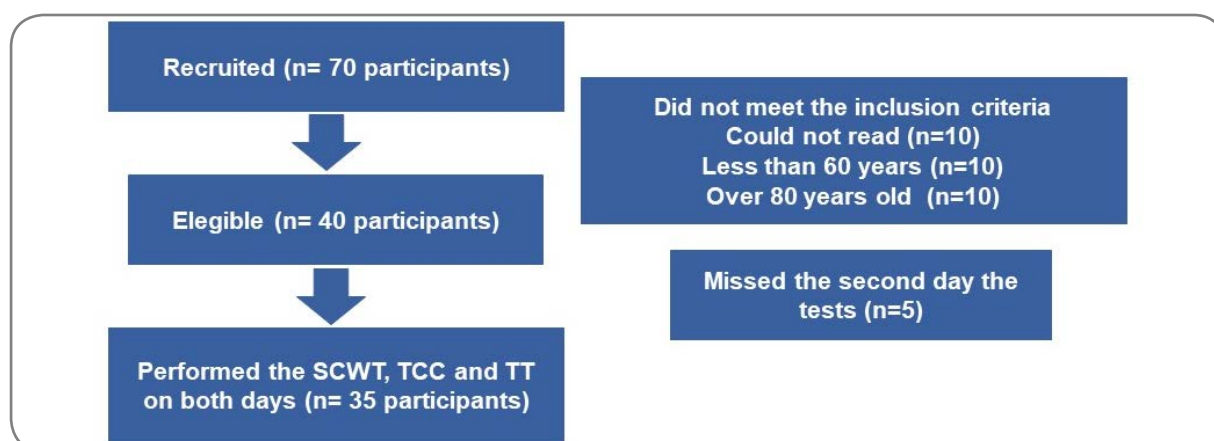 Recruited (n= 70 participants)
Did not meet the inclusion criteria
Could not read (n=10)
Less than 60 years (n=10)
Over 80 years old (n=10)
Elegible (n= 40 participants)
Missed the second day the
tests (n=5)
Performed the SCWT, TCC and TT
on both days (n= 35 participants)